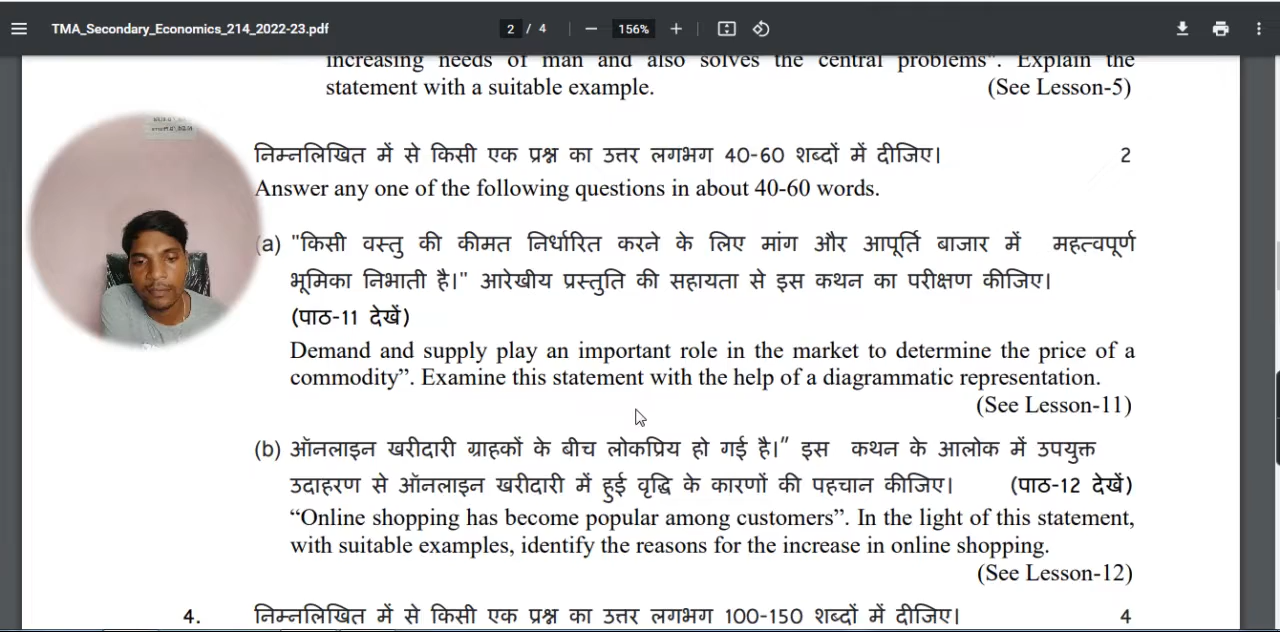 TMA_Secondary_Economics_214_2022-23.pdf
2 / 4
156%
increasing needs of man and also solves the central problems”. Explain the
statement with a suitable example. (See Lesson-5)
निम्नलिखित में से किसी एक प्रश्न का उत्तर लगभग 40-60 शब्दों में दीजिए। 2
Answer any one of the following questions in about 40-60 words.
(a) "किसी वस्तु की कीमत निर्धारित करने के लिए मांग और आपूर्ति बाजार में महत्वपूर्ण
भूमिका निभाती है।" आरेखीय प्रस्तुति की सहायता से इस कथन का परीक्षण कीजिए।
(पाठ-11 देखें)
Demand and supply play an important role in the market to determine the price of a
commodity”. Examine this statement with the help of a diagrammatic representation.
(See Lesson-11)
(b) ऑनलाइन खरीदारी ग्राहकों के बीच लोकप्रिय हो गई है।” इस कथन के आलोक में उपयुक्त
उदाहरण से ऑनलाइन खरीदारी में हुई वृद्धि के कारणों की पहचान कीजिए। (पाठ-12 देखें)
“Online shopping has become popular among customers”. In the light of this statement,
with suitable examples, identify the reasons for the increase in online shopping.
(See Lesson-12)
4. निम्नलिखित में से किसी एक प्रश्न का उत्तर लगभग 100-150 शब्दों में दीजिए। 4